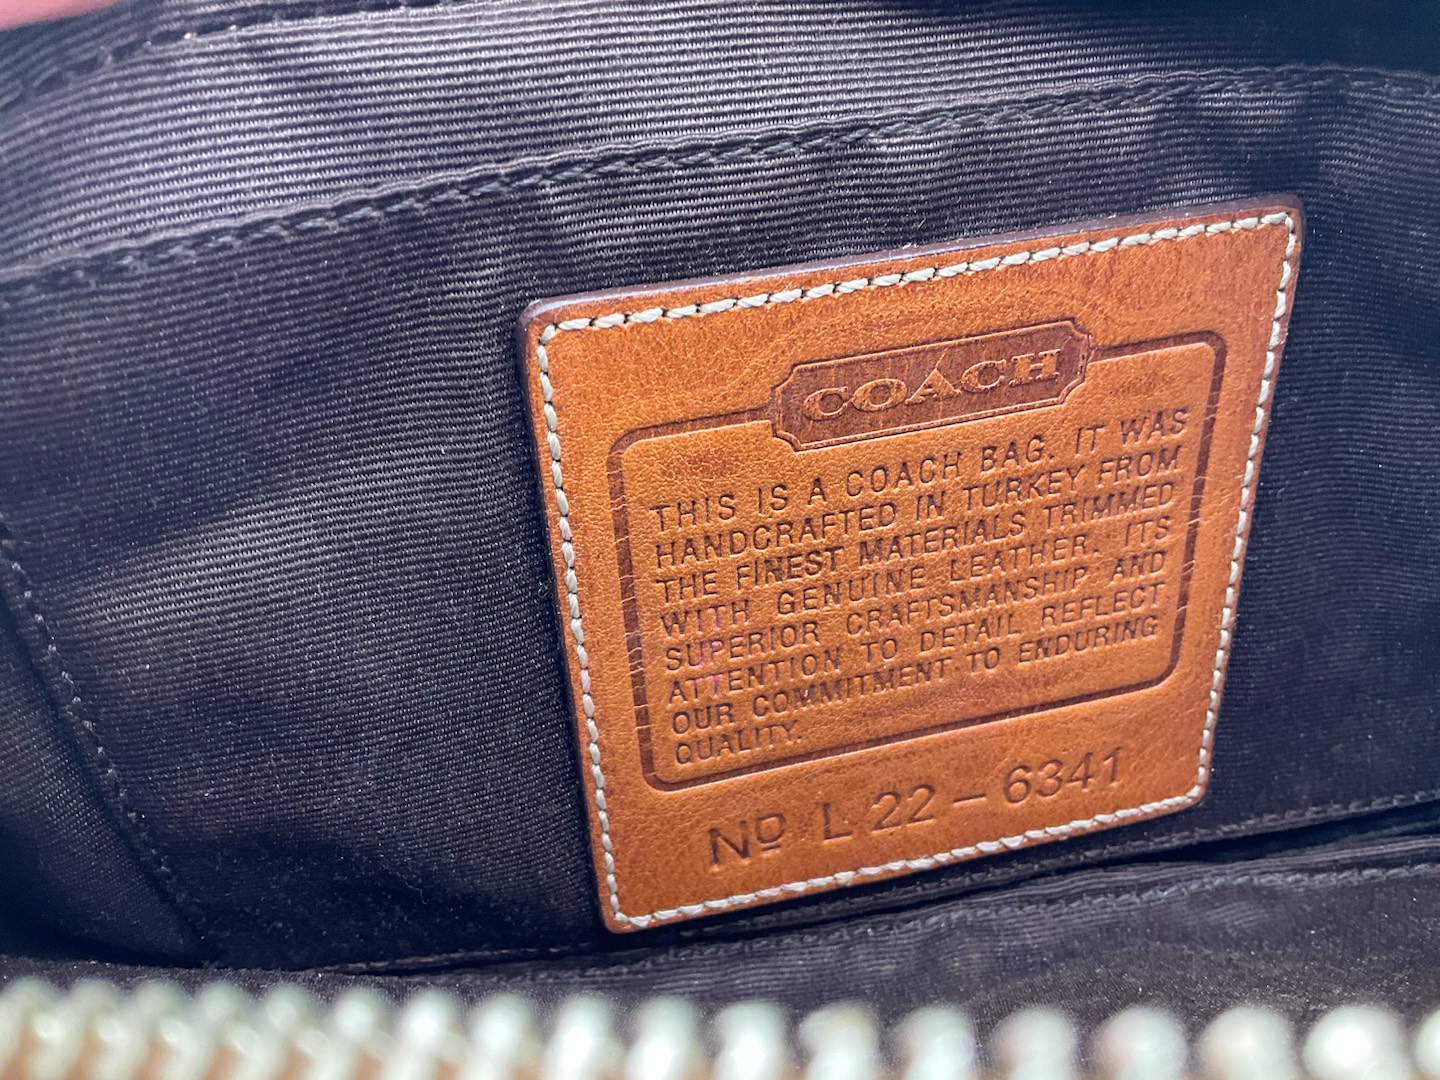 COACH
THIS IS A COACH BAG. IT WAS
HANDCRAFTED IN TURKEY FROM
THE FINEST MATERIALS TRIMMED
WITH GENUINE LEATHER. ITS
SUPERIOR CRAFTSMANSHIP AND
ATTENTION TO DETAIL REFLECT
OUR COMMITMENT TO ENDURING
QUALITY.
Nº L22-6341